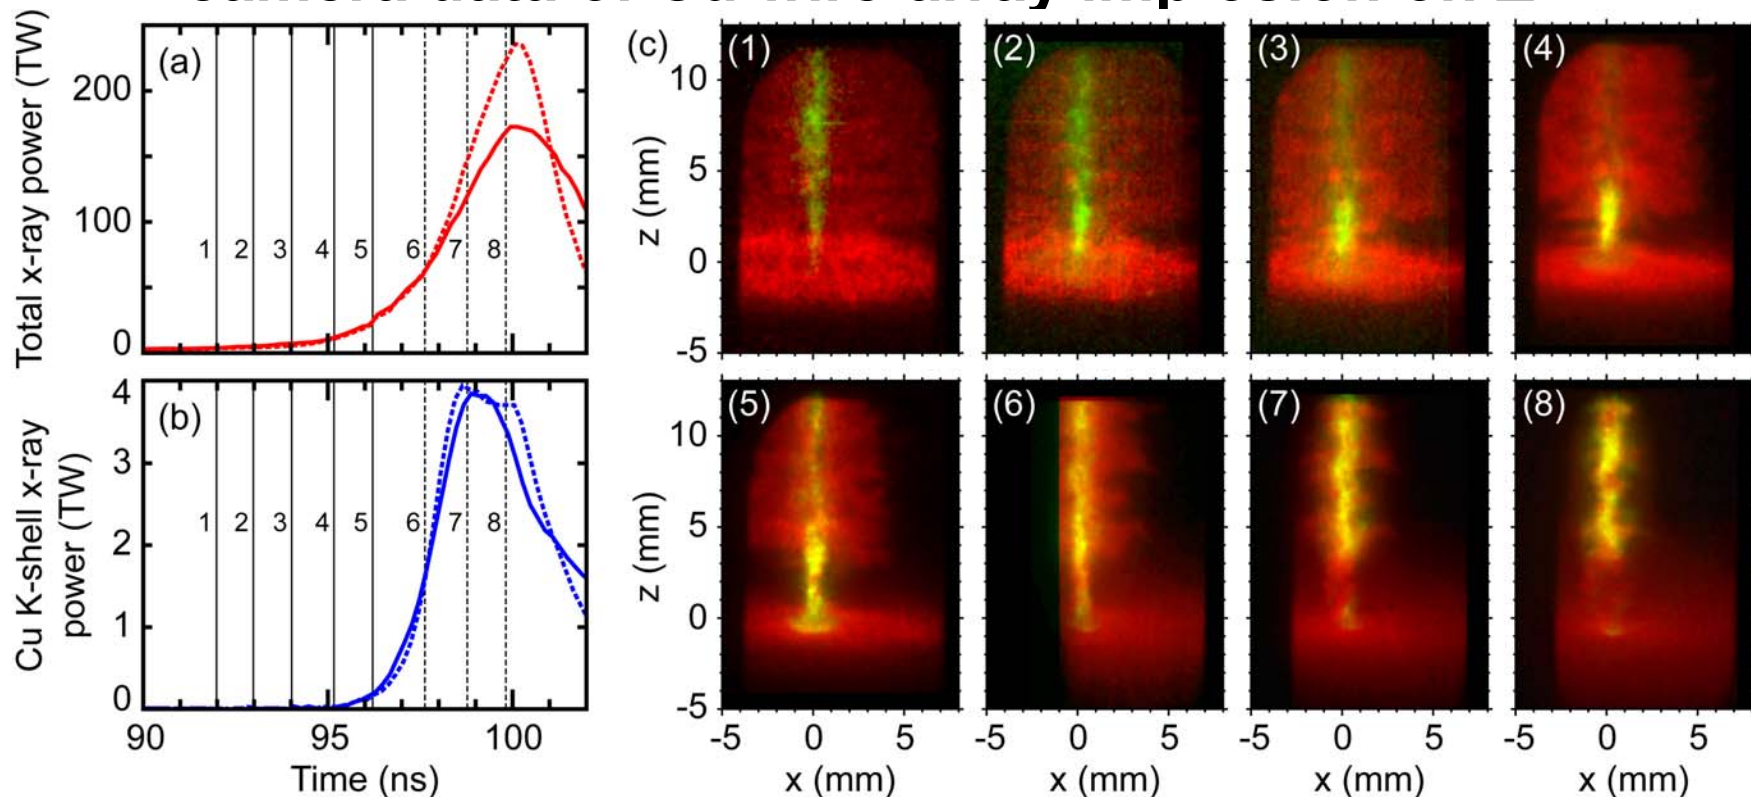 (a)
Total x-ray power (TW)
200
100
0
1 2 3 4 5 6 7 8
(b)
Cu K-shell x-ray
power (TW)
4
3
2
1
0
1 2 3 4 5 6 7 8
90 95 100
Time (ns)
(c)
(1) (2) (3) (4)
z (mm)
10
5
0
-5
(5) (6) (7) (8)
z (mm)
10
5
0
-5
-5 0 5 -5 0 5 -5 0 5 -5 0 5
x (mm) x (mm) x (mm) x (mm)